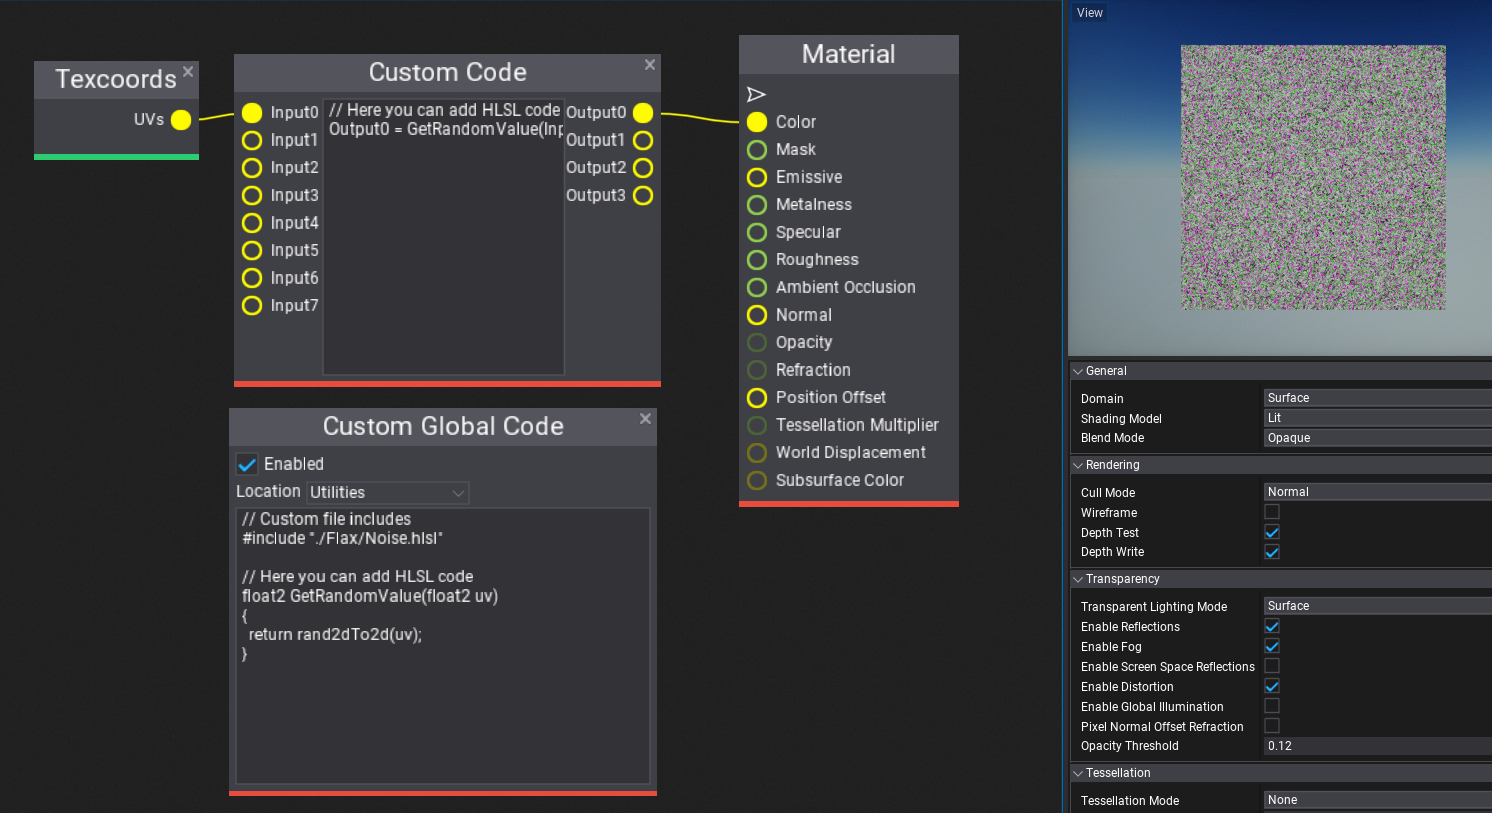 Texcoords
UVs
Custom Code
Input0
Input1
Input2
Input3
Input4
Input5
Input6
Input7
// Here you can add HLSL code
Output0 = GetRandomValue(Inp
Output0
Output1
Output2
Output3
Custom Global Code
Enabled
Location Utilities
// Custom file includes
#include "./Flax/Noise.hlsl"
// Here you can add HLSL code
float2 GetRandomValue(float2 uv)
{
return rand2dTo2d(uv);
}
Material
Color
Mask
Emissive
Metalness
Specular
Roughness
Ambient Occlusion
Normal
Opacity
Refraction
Position Offset
Tessellation Multiplier
World Displacement
Subsurface Color
View
General
Domain Surface
Shading Model Lit
Blend Mode Opaque
Rendering
Cull Mode Normal
Wireframe
Depth Test
Depth Write
Transparency
Transparent Lighting Mode Surface
Enable Reflections
Enable Fog
Enable Screen Space Reflections
Enable Distortion
Enable Global Illumination
Pixel Normal Offset Refraction
Opacity Threshold 0.12
Tessellation
Tessellation Mode None